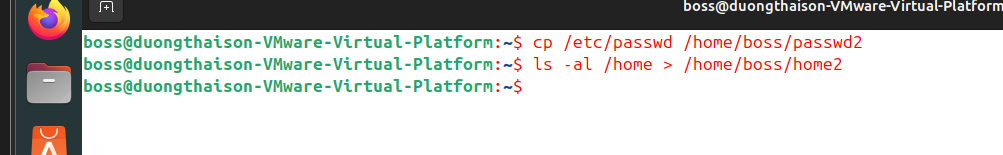 boss@duongthaison-VMware-Virtual-Platform
boss@duongthaison-VMware-Virtual-Platform:~$ cp /etc/passwd /home/boss/passwd2
boss@duongthaison-VMware-Virtual-Platform:~$ ls -al /home > /home/boss/home2
boss@duongthaison-VMware-Virtual-Platform:~$